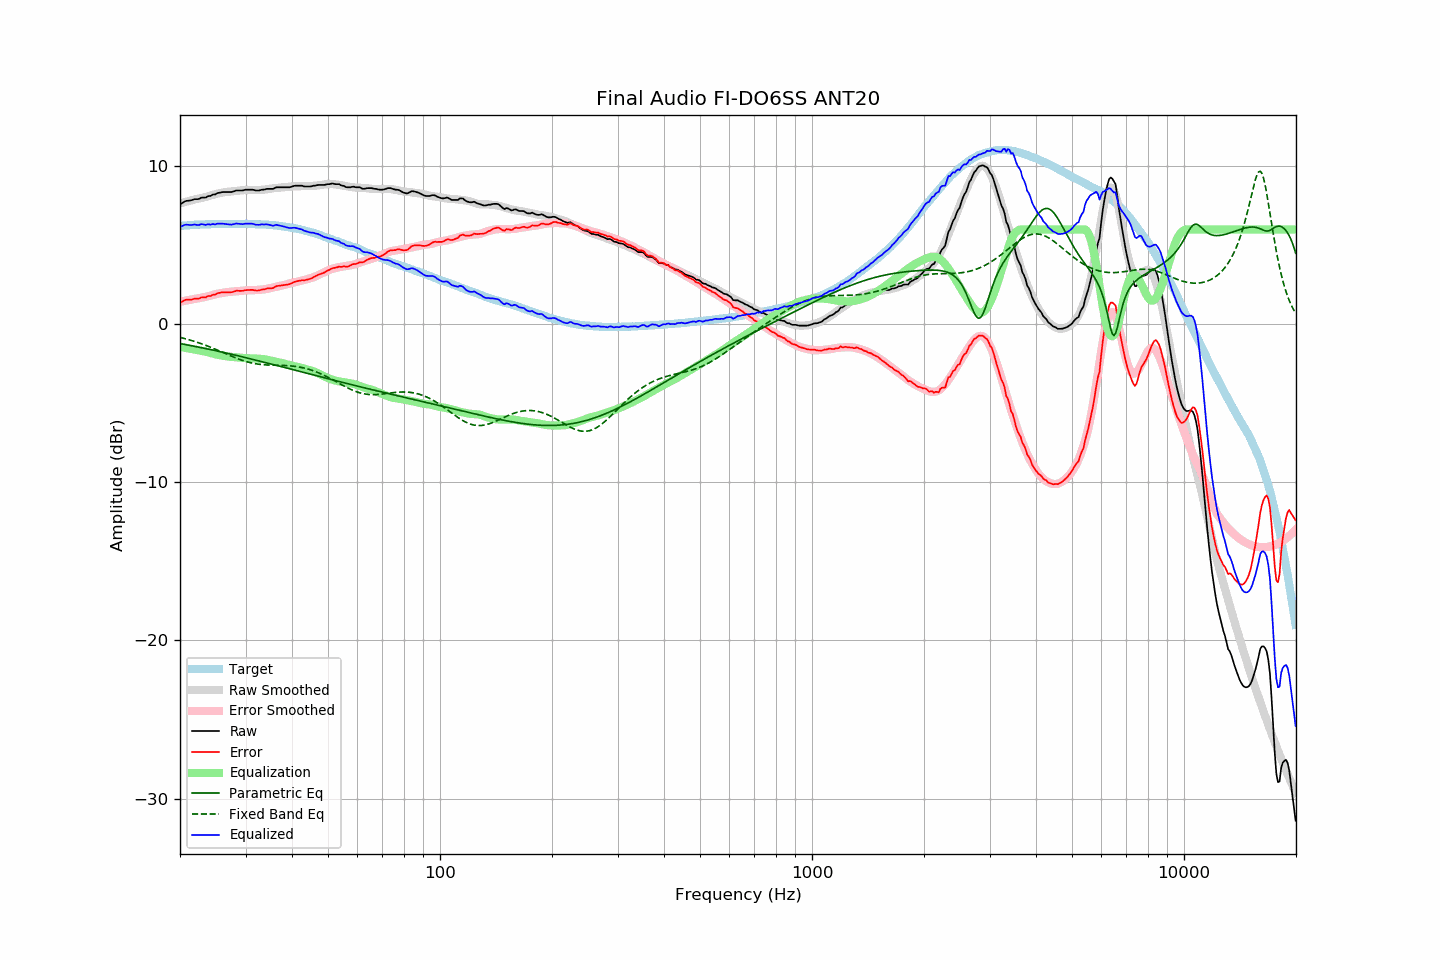 Final Audio FI-DO6SS ANT20
Amplitude (dBr)
10
0
−10
−20
−30
Target
Raw Smoothed
Error Smoothed
Raw
Error
Equalization
Parametric Eq
Fixed Band Eq
Equalized
100
1000
10000
Frequency (Hz)